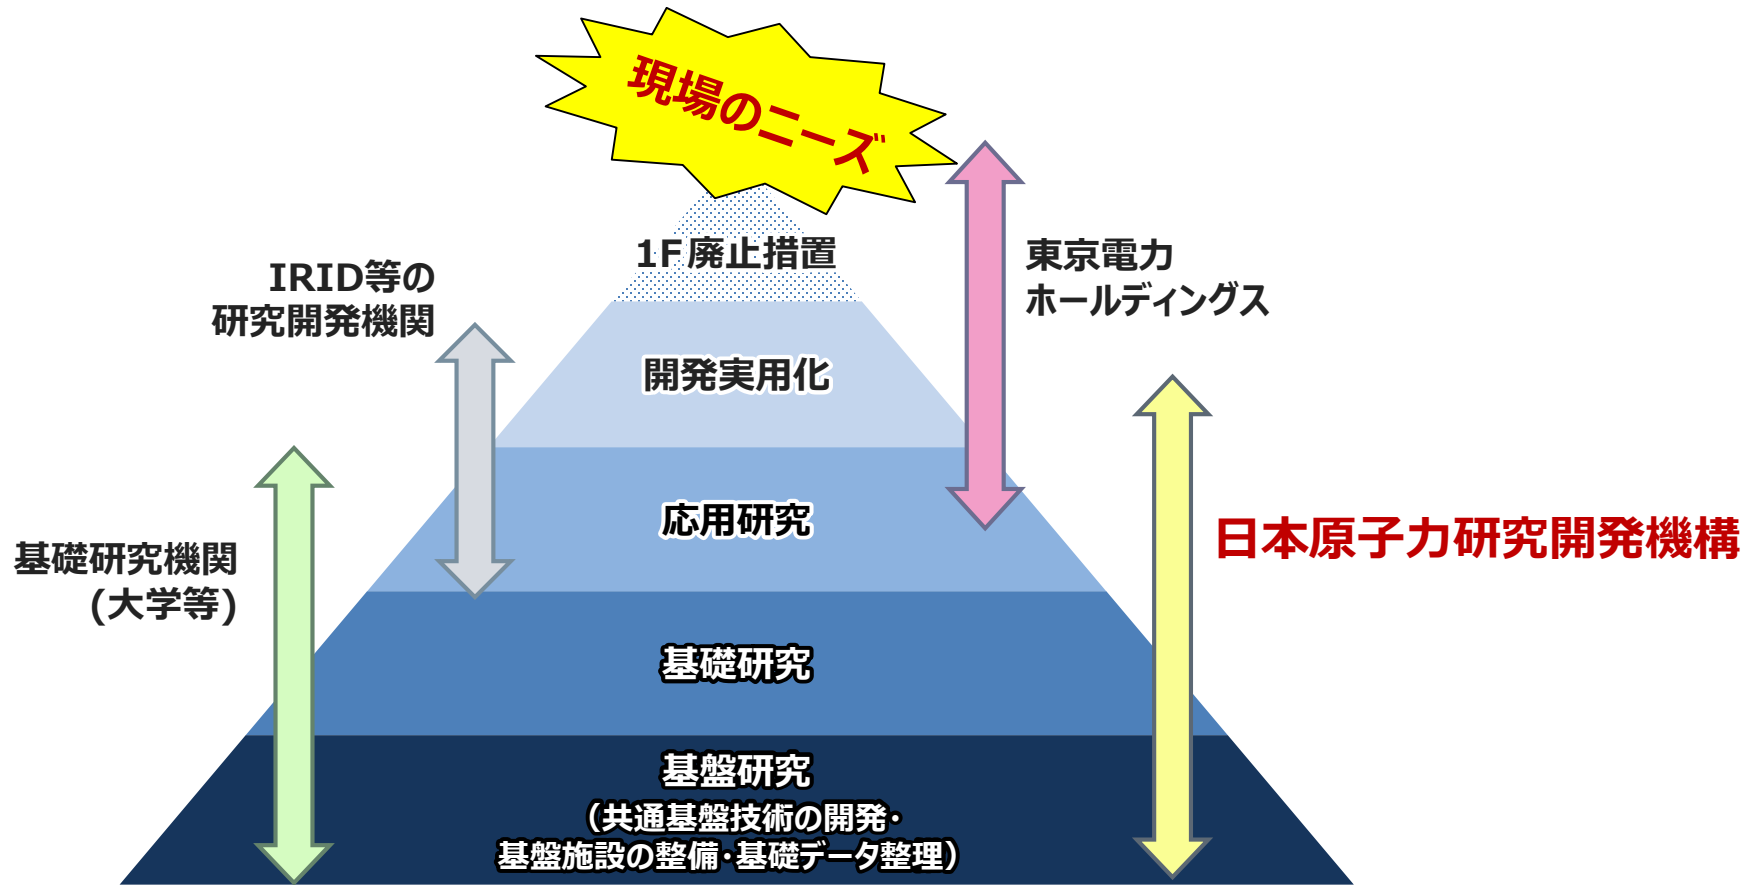 現場のニーズ
1F廃止措置
東京電力
ホールディングス
IRID等の
研究開発機関
開発実用化
応用研究
日本原子力研究開発機構
基礎研究機関
(大学等)
基礎研究
基盤研究
（共通基盤技術の開発・
基盤施設の整備・基礎データ整理）